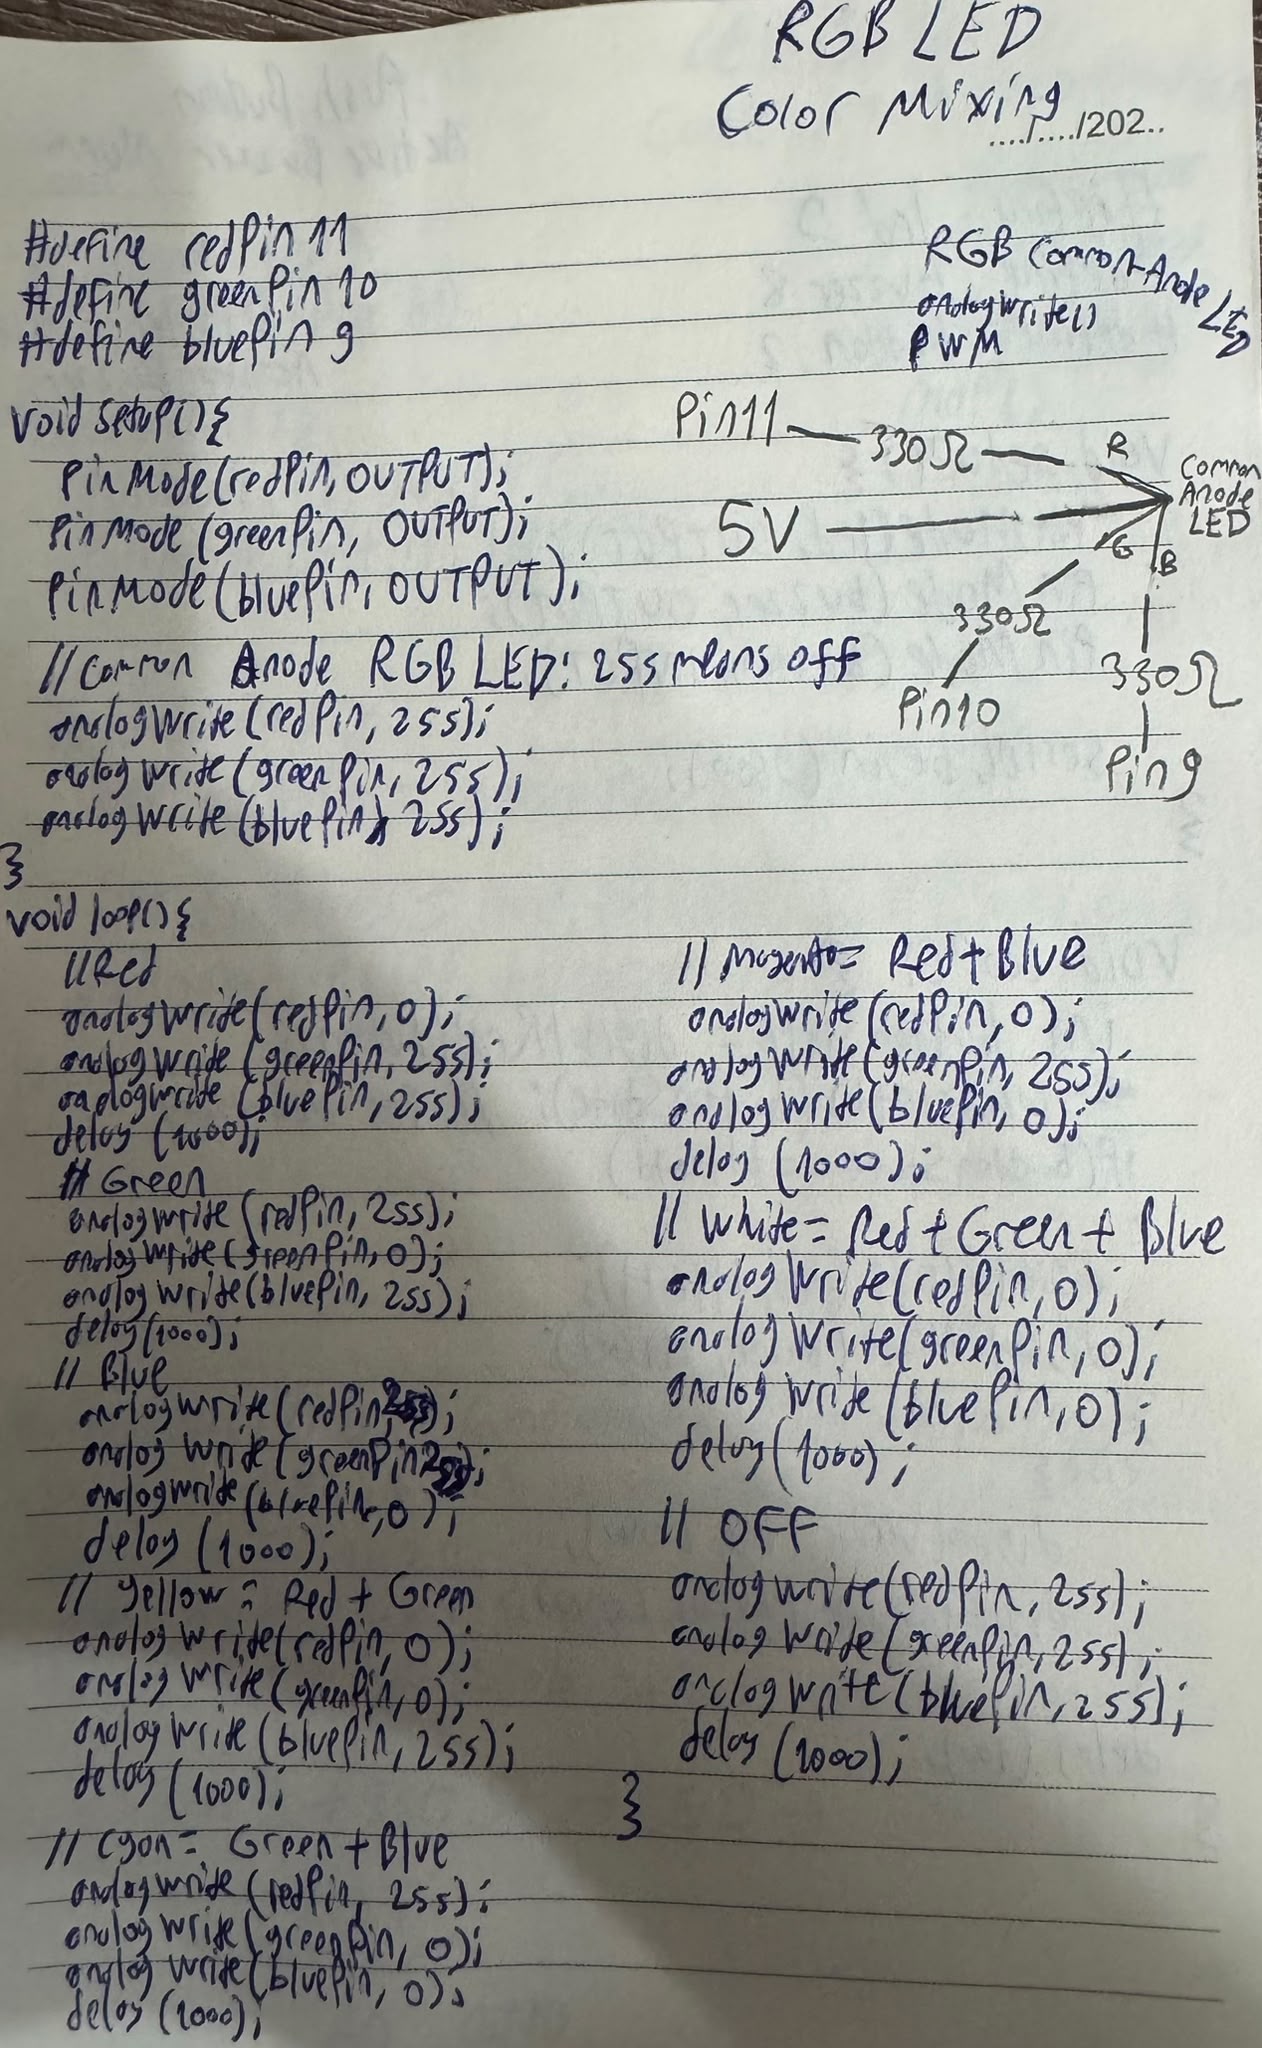 RGB LED
Color Mixing
..../..../202..
#define redPin 11
#define greenPin 10
#define bluePin 9
RGB Common-Anode LED
analogWrite()
PWM
void setup(){
pinMode(redPin, OUTPUT);
pinMode(greenPin, OUTPUT);
pinMode(bluePin, OUTPUT);
Pin11 — 330Ω — R
Common
Anode
LED
5V
G
B
330Ω
Pin10
330Ω
Pin9
//Common Anode RGB LED: 255 means off
analogWrite(redPin, 255);
analogWrite(greenPin, 255);
analogWrite(bluePin, 255);
}
void loop(){
//Red
analogWrite(redPin, 0);
analogWrite(greenPin, 255);
analogWrite(bluePin, 255);
delay(1000);
// Green
analogWrite(redPin, 255);
analogWrite(greenPin, 0);
analogWrite(bluePin, 255);
delay(1000);
// Blue
analogWrite(redPin, 255);
analogWrite(greenPin, 255);
analogWrite(bluePin, 0);
delay(1000);
// Yellow = Red + Green
analogWrite(redPin, 0);
analogWrite(greenPin, 0);
analogWrite(bluePin, 255);
delay(1000);
// Cyan = Green + Blue
analogWrite(redPin, 255);
analogWrite(greenPin, 0);
analogWrite(bluePin, 0);
delay(1000);
// Magenta = Red + Blue
analogWrite(redPin, 0);
analogWrite(greenPin, 255);
analogWrite(bluePin, 0);
delay(1000);
// White = Red + Green + Blue
analogWrite(redPin, 0);
analogWrite(greenPin, 0);
analogWrite(bluePin, 0);
delay(1000);
// OFF
analogWrite(redPin, 255);
analogWrite(greenPin, 255);
analogWrite(bluePin, 255);
delay(1000);
}